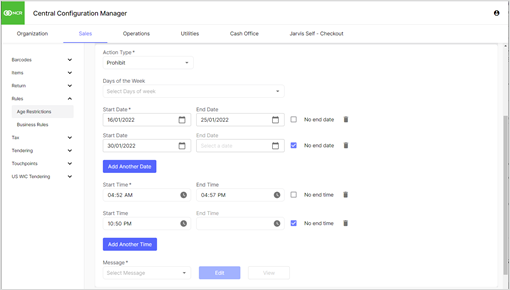 NCR Central Configuration Manager
Organization Sales Operations Utilities Cash Office Jarvis Self - Checkout
Barcodes
Items
Return
Rules
Age Restrictions
Business Rules
Tax
Tendering
Touchpoints
US WIC Tendering
Action Type *
Prohibit
Days of the Week
Select Days of week
Start Date * End Date
16/01/2022 25/01/2022 No end date
Start Date End Date
30/01/2022 Select a date No end date
Add Another Date
Start Time * End Time
04:52 AM 04:57 PM No end time
Start Time End Time
10:50 PM No end time
Add Another Time
Message *
Select Message Edit View